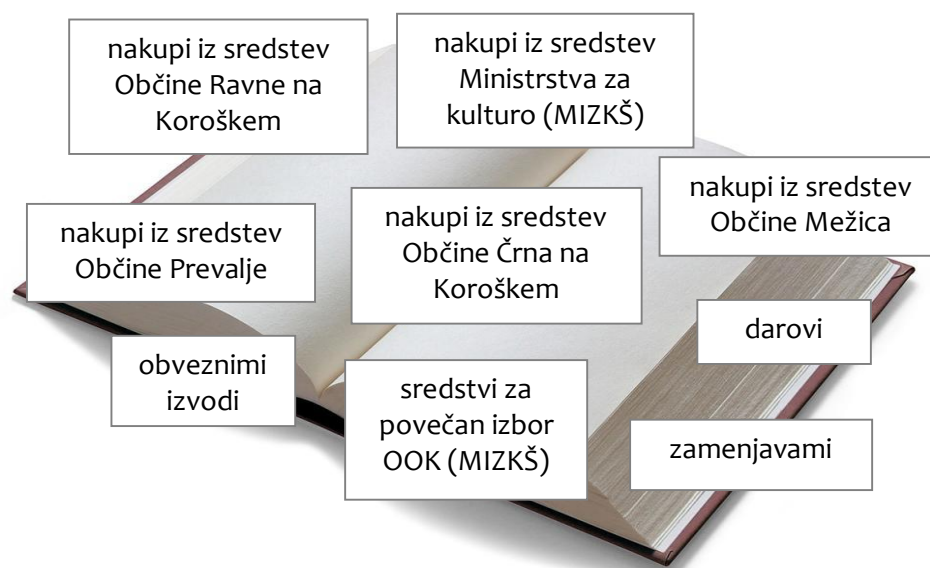 nakupi iz sredstev
Občine Ravne na
Koroškem
nakupi iz sredstev
Ministrstva za
kulturo (MIZKŠ)
nakupi iz sredstev
Občine Prevalje
nakupi iz sredstev
Občine Črna na
Koroškem
nakupi iz sredstev
Občine Mežica
obveznimi
izvodi
sredstvi za
povečan izbor
OOK (MIZKŠ)
darovi
zamenjavami